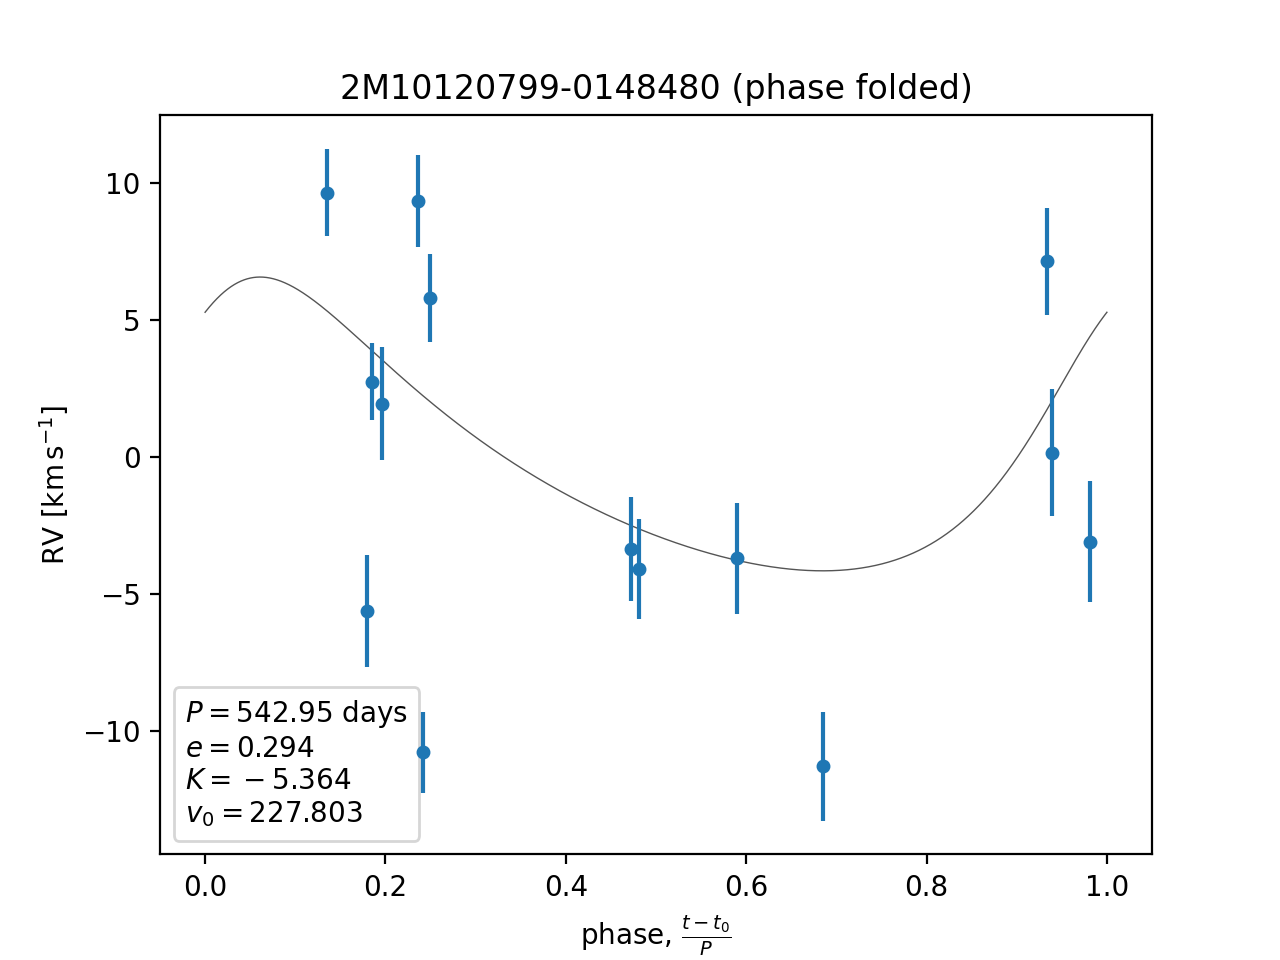 2M10120799-0148480 (phase folded)
RV [km s⁻¹]
10
5
0
−5
−10
P = 542.95 days
e = 0.294
K = −5.364
v₀ = 227.803
0.0 0.2 0.4 0.6 0.8 1.0
phase, (t − t₀)/P